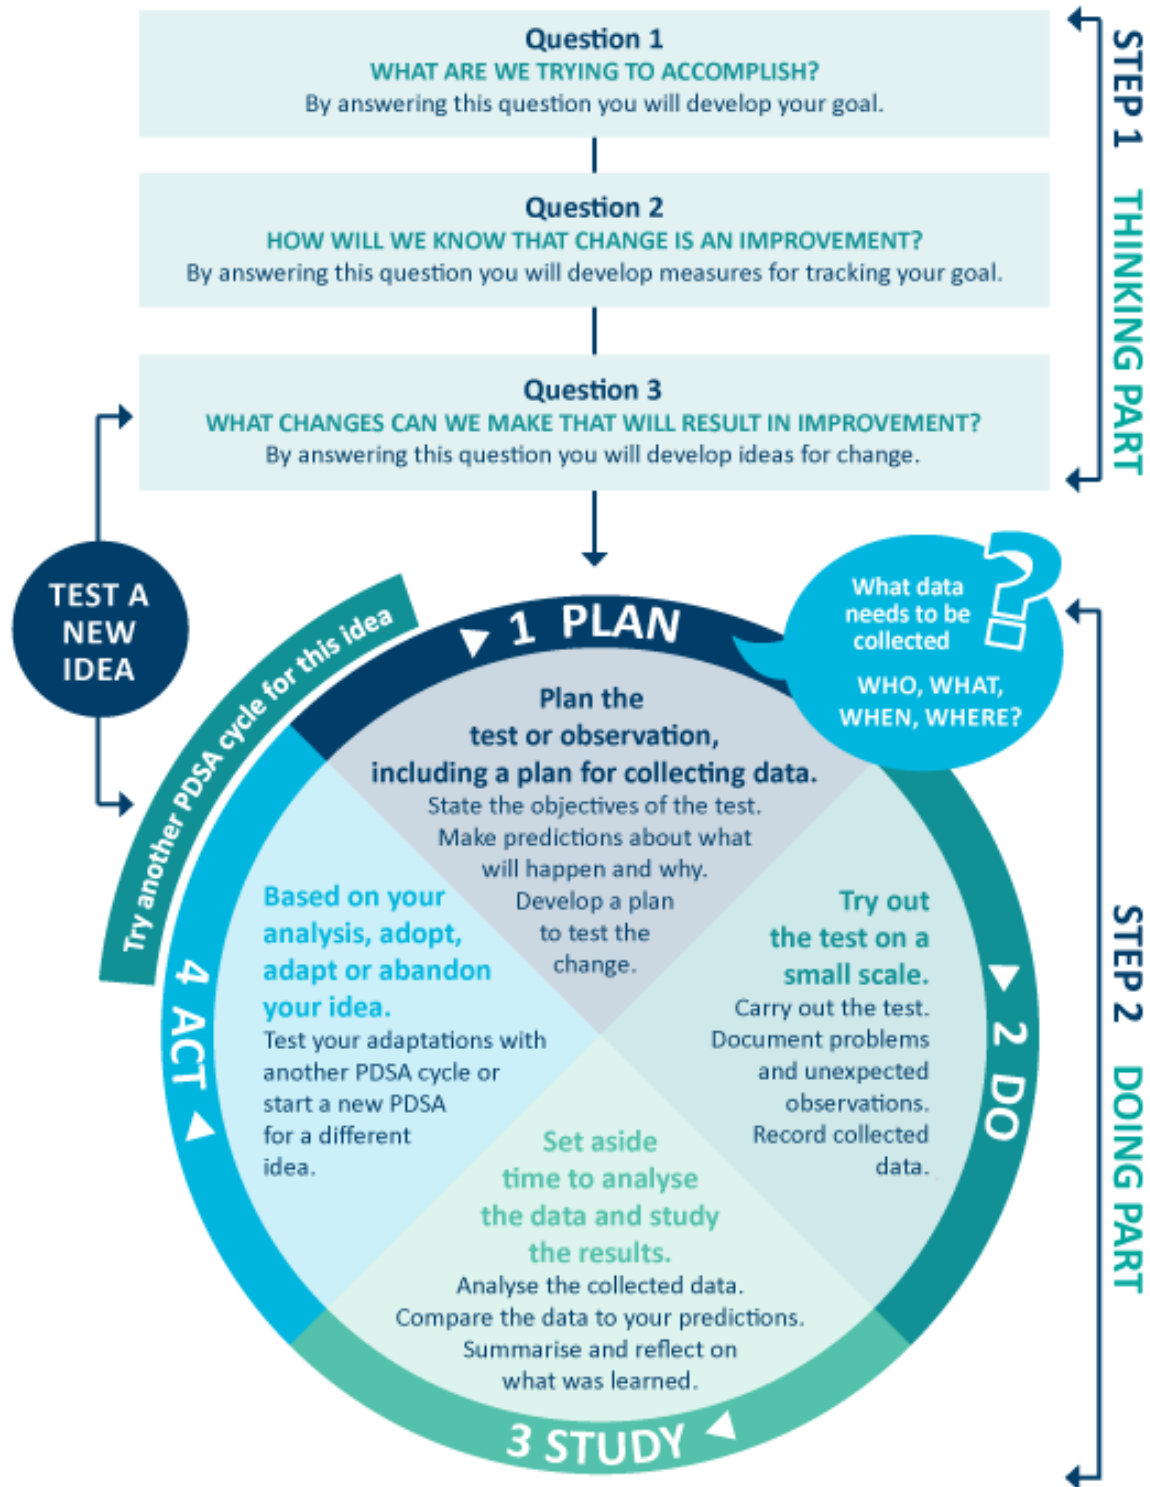 Question 1
WHAT ARE WE TRYING TO ACCOMPLISH?
By answering this question you will develop your goal.
Question 2
HOW WILL WE KNOW THAT CHANGE IS AN IMPROVEMENT?
By answering this question you will develop measures for tracking your goal.
Question 3
WHAT CHANGES CAN WE MAKE THAT WILL RESULT IN IMPROVEMENT?
By answering this question you will develop ideas for change.
STEP 1 THINKING PART
TEST A
NEW
IDEA
Try another PDSA cycle for this idea
What data
needs to be
collected
?
WHO, WHAT,
WHEN, WHERE?
1 PLAN
Plan the
test or observation,
including a plan for collecting data.
State the objectives of the test.
Make predictions about what
will happen and why.
Develop a plan
to test the
change.
2 DO
Try out
the test on a
small scale.
Carry out the test.
Document problems
and unexpected
observations.
Record collected
data.
3 STUDY
Set aside
time to analyse
the data and study
the results.
Analyse the collected data.
Compare the data to your predictions.
Summarise and reflect on
what was learned.
4 ACT
Based on your
analysis, adopt,
adapt or abandon
your idea.
Test your adaptations with
another PDSA cycle or
start a new PDSA
for a different
idea.
STEP 2 DOING PART